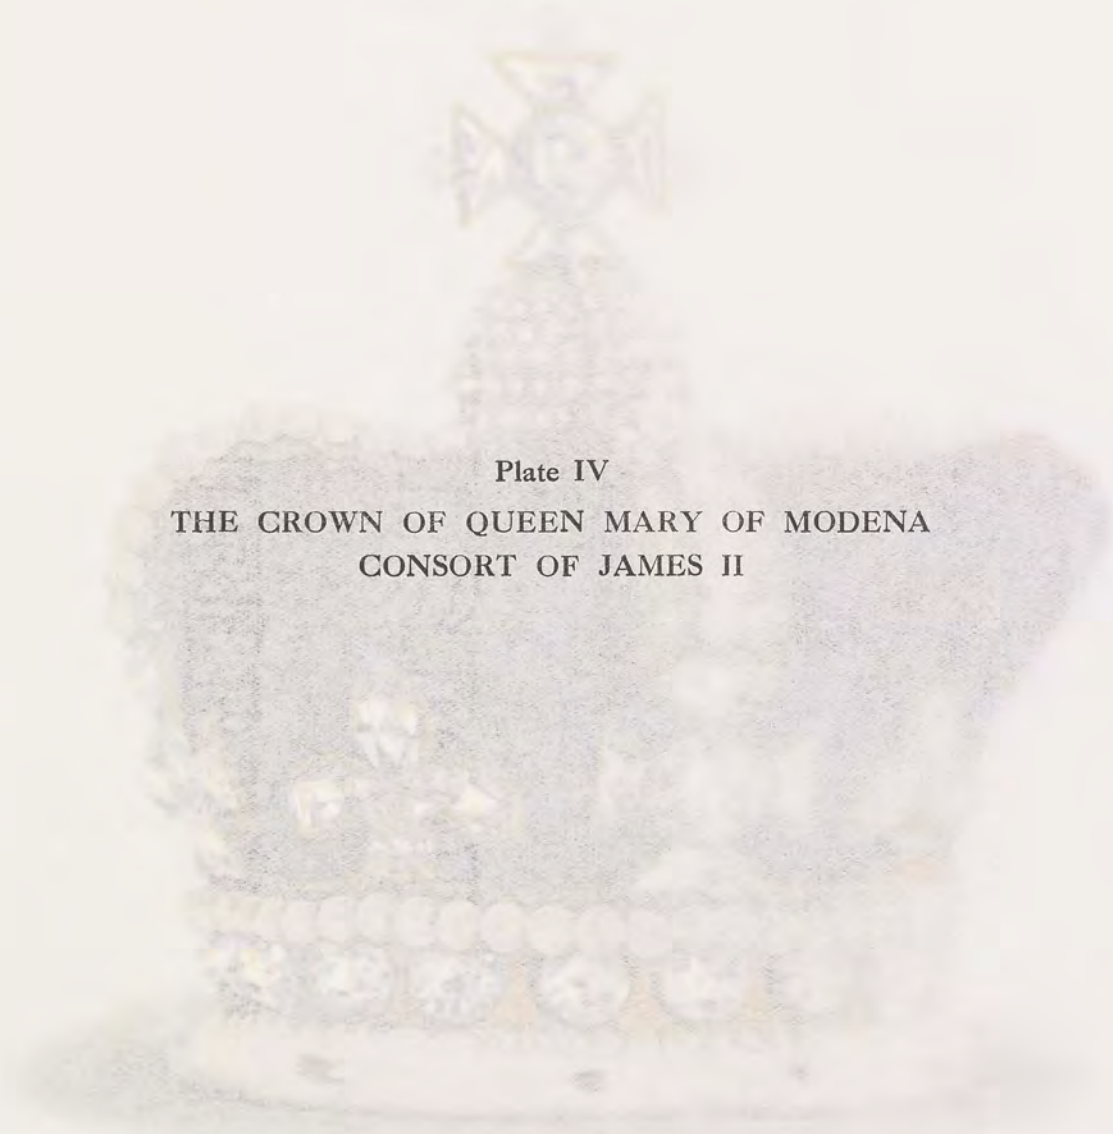 Plate IV
THE CROWN OF QUEEN MARY OF MODENA
CONSORT OF JAMES II